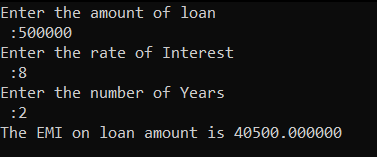 Enter the amount of loan
:500000
Enter the rate of Interest
:8
Enter the number of Years
:2
The EMI on loan amount is 40500.000000